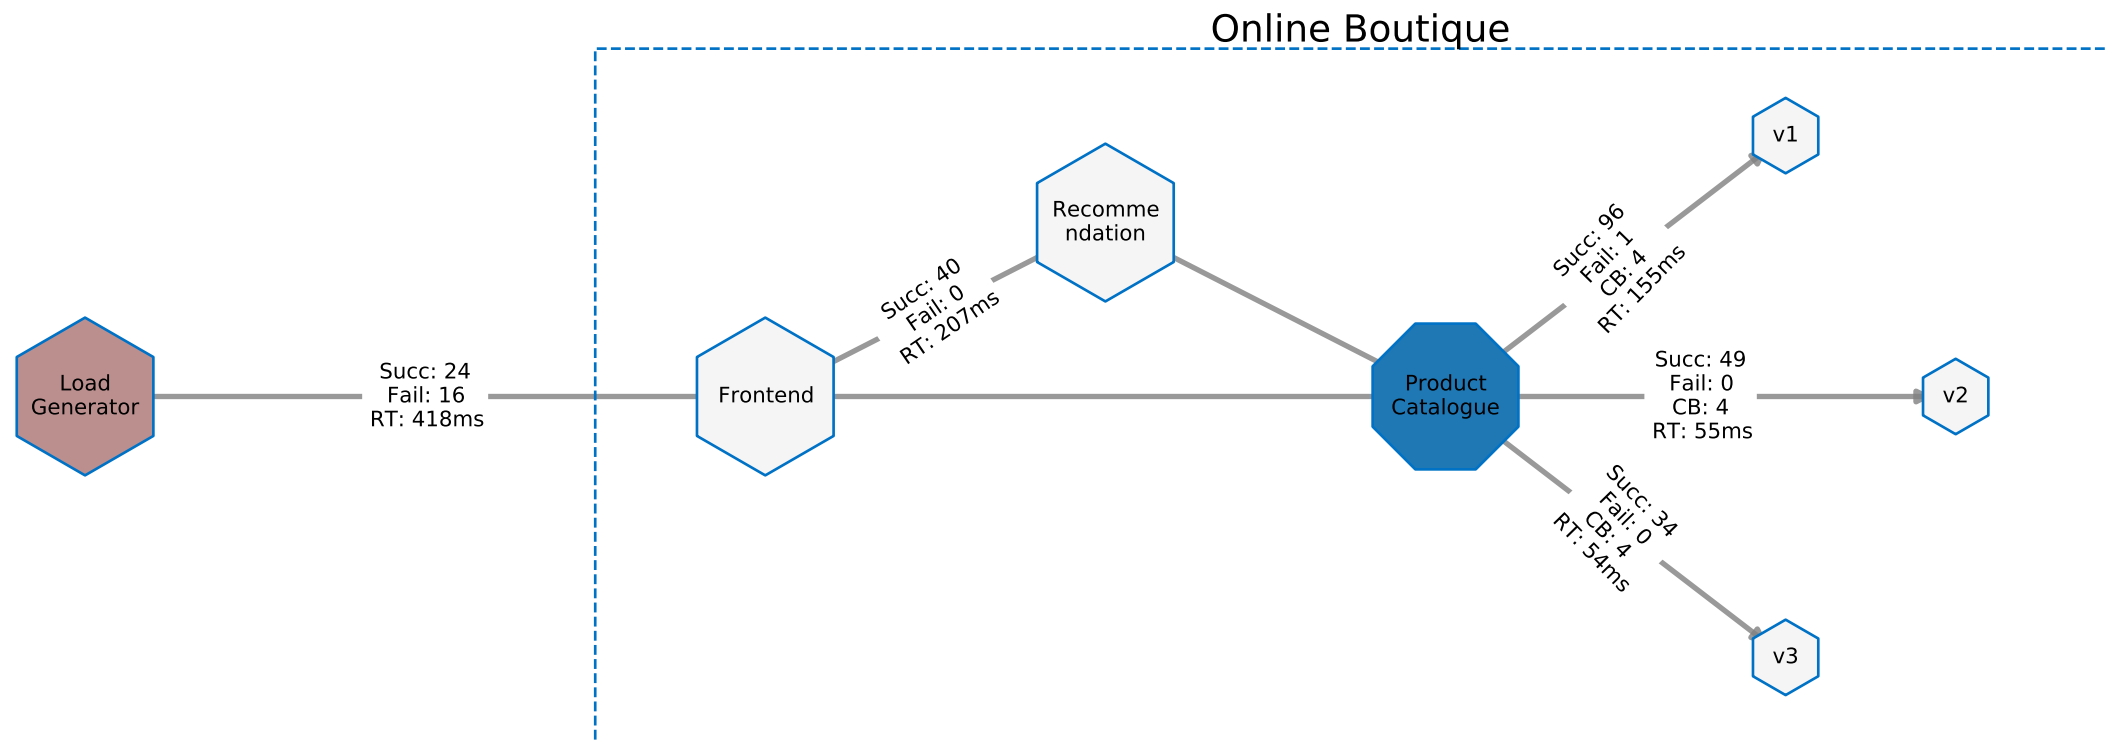 Online Boutique
Load
Generator
Succ: 24
Fail: 16
RT: 418ms
Frontend
Succ: 40
Fail: 0
RT: 207ms
Recomme
ndation
Product
Catalogue
Succ: 96
Fail: 1
CB: 4
RT: 155ms
v1
Succ: 49
Fail: 0
CB: 4
RT: 55ms
v2
Succ: 34
Fail: 0
CB: 4
RT: 54ms
v3